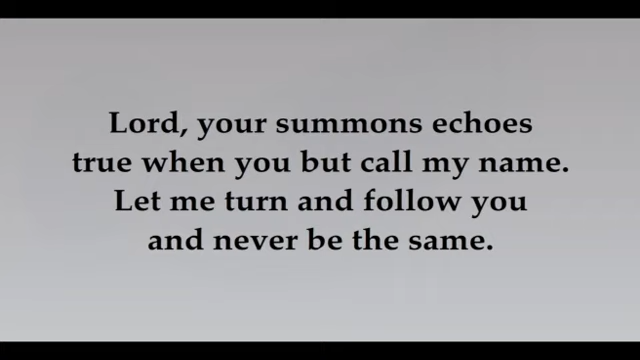 Lord, your summons echoes
true when you but call my name.
Let me turn and follow you
and never be the same.